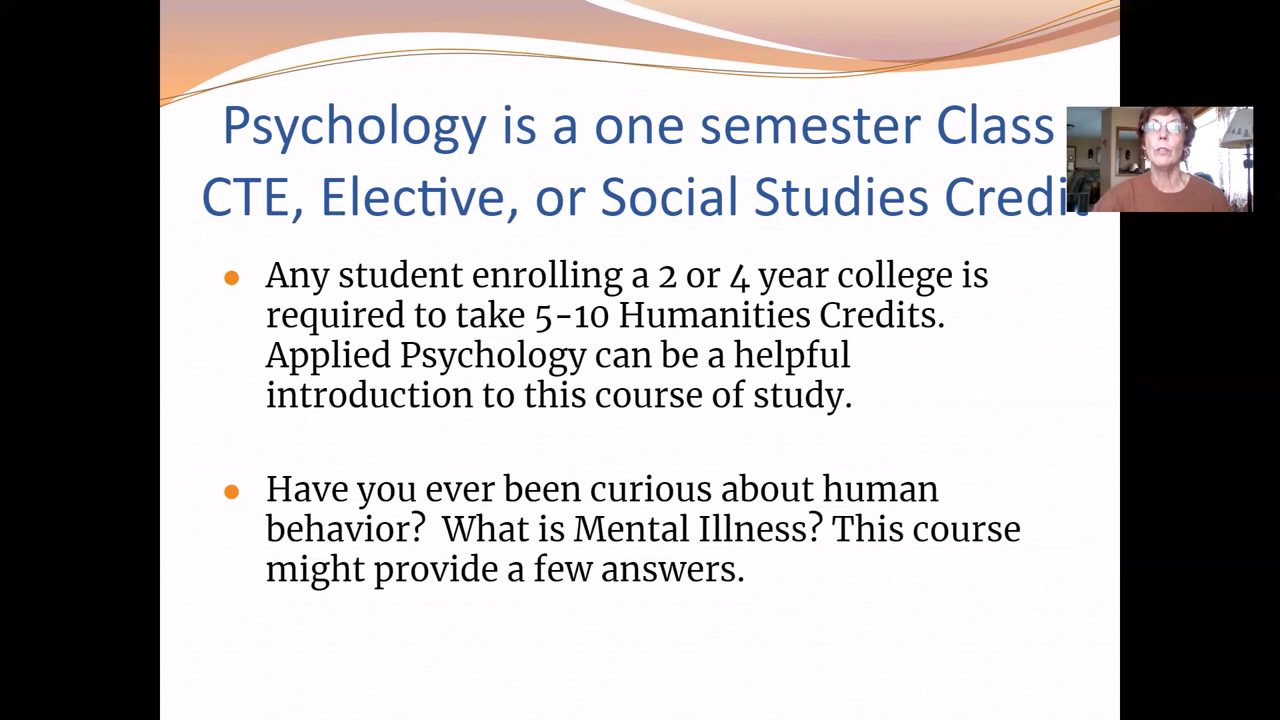 Psychology is a one semester Class
CTE, Elective, or Social Studies Credit
Any student enrolling a 2 or 4 year college is
required to take 5-10 Humanities Credits.
Applied Psychology can be a helpful
introduction to this course of study.
Have you ever been curious about human
behavior?  What is Mental Illness? This course
might provide a few answers.